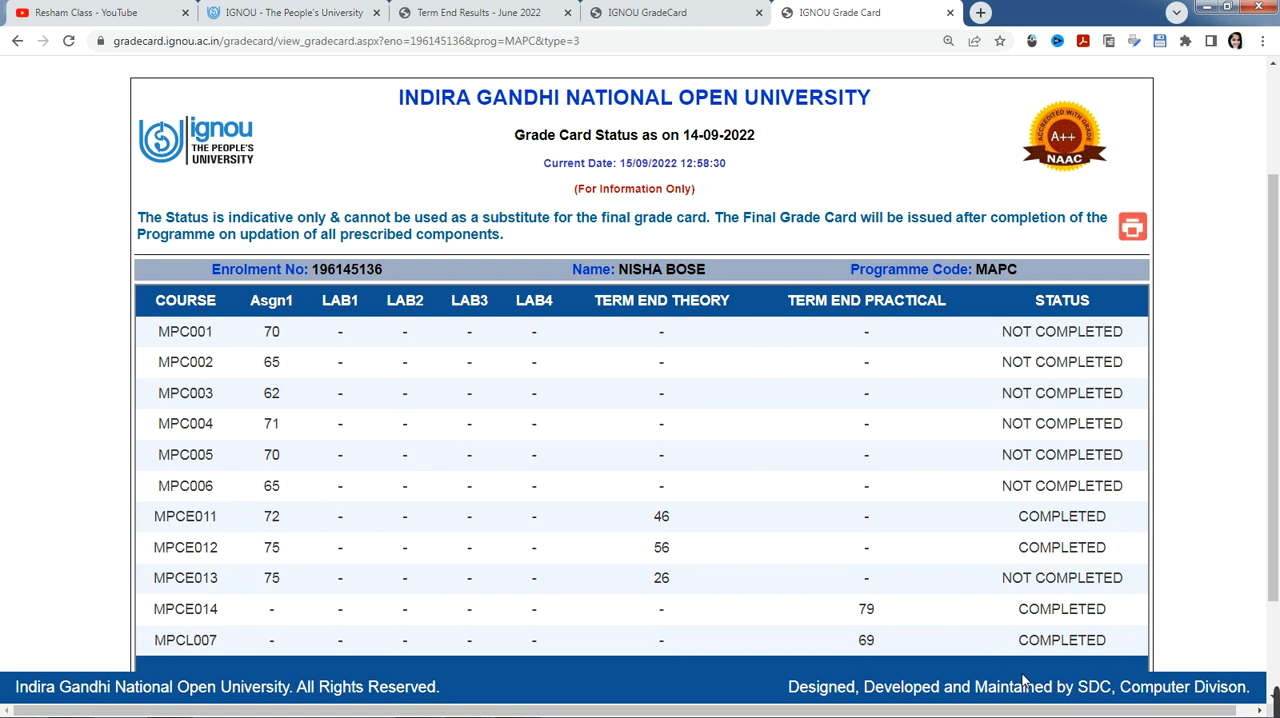 Resham Class - YouTube
IGNOU - The People's University
Term End Results - June 2022
IGNOU GradeCard
IGNOU Grade Card
gradecard.ignou.ac.in/gradecard/view_gradecard.aspx?eno=196145136&prog=MAPC&type=3
INDIRA GANDHI NATIONAL OPEN UNIVERSITY
ignou
THE PEOPLE'S
UNIVERSITY
Grade Card Status as on 14-09-2022
Current Date: 15/09/2022 12:58:30
(For Information Only)
ACCREDITED WITH GRADE
A++
NAAC
The Status is indicative only & cannot be used as a substitute for the final grade card. The Final Grade Card will be issued after completion of the
Programme on updation of all prescribed components.
Enrolment No: 196145136 Name: NISHA BOSE Programme Code: MAPC
COURSE Asgn1 LAB1 LAB2 LAB3 LAB4 TERM END THEORY TERM END PRACTICAL STATUS
MPC001 70 - - - - - - NOT COMPLETED
MPC002 65 - - - - - - NOT COMPLETED
MPC003 62 - - - - - - NOT COMPLETED
MPC004 71 - - - - - - NOT COMPLETED
MPC005 70 - - - - - - NOT COMPLETED
MPC006 65 - - - - - - NOT COMPLETED
MPCE011 72 - - - - 46 - COMPLETED
MPCE012 75 - - - - 56 - COMPLETED
MPCE013 75 - - - - 26 - NOT COMPLETED
MPCE014 - - - - - - 79 COMPLETED
MPCL007 - - - - - - 69 COMPLETED
Indira Gandhi National Open University. All Rights Reserved. Designed, Developed and Maintained by SDC, Computer Divison.